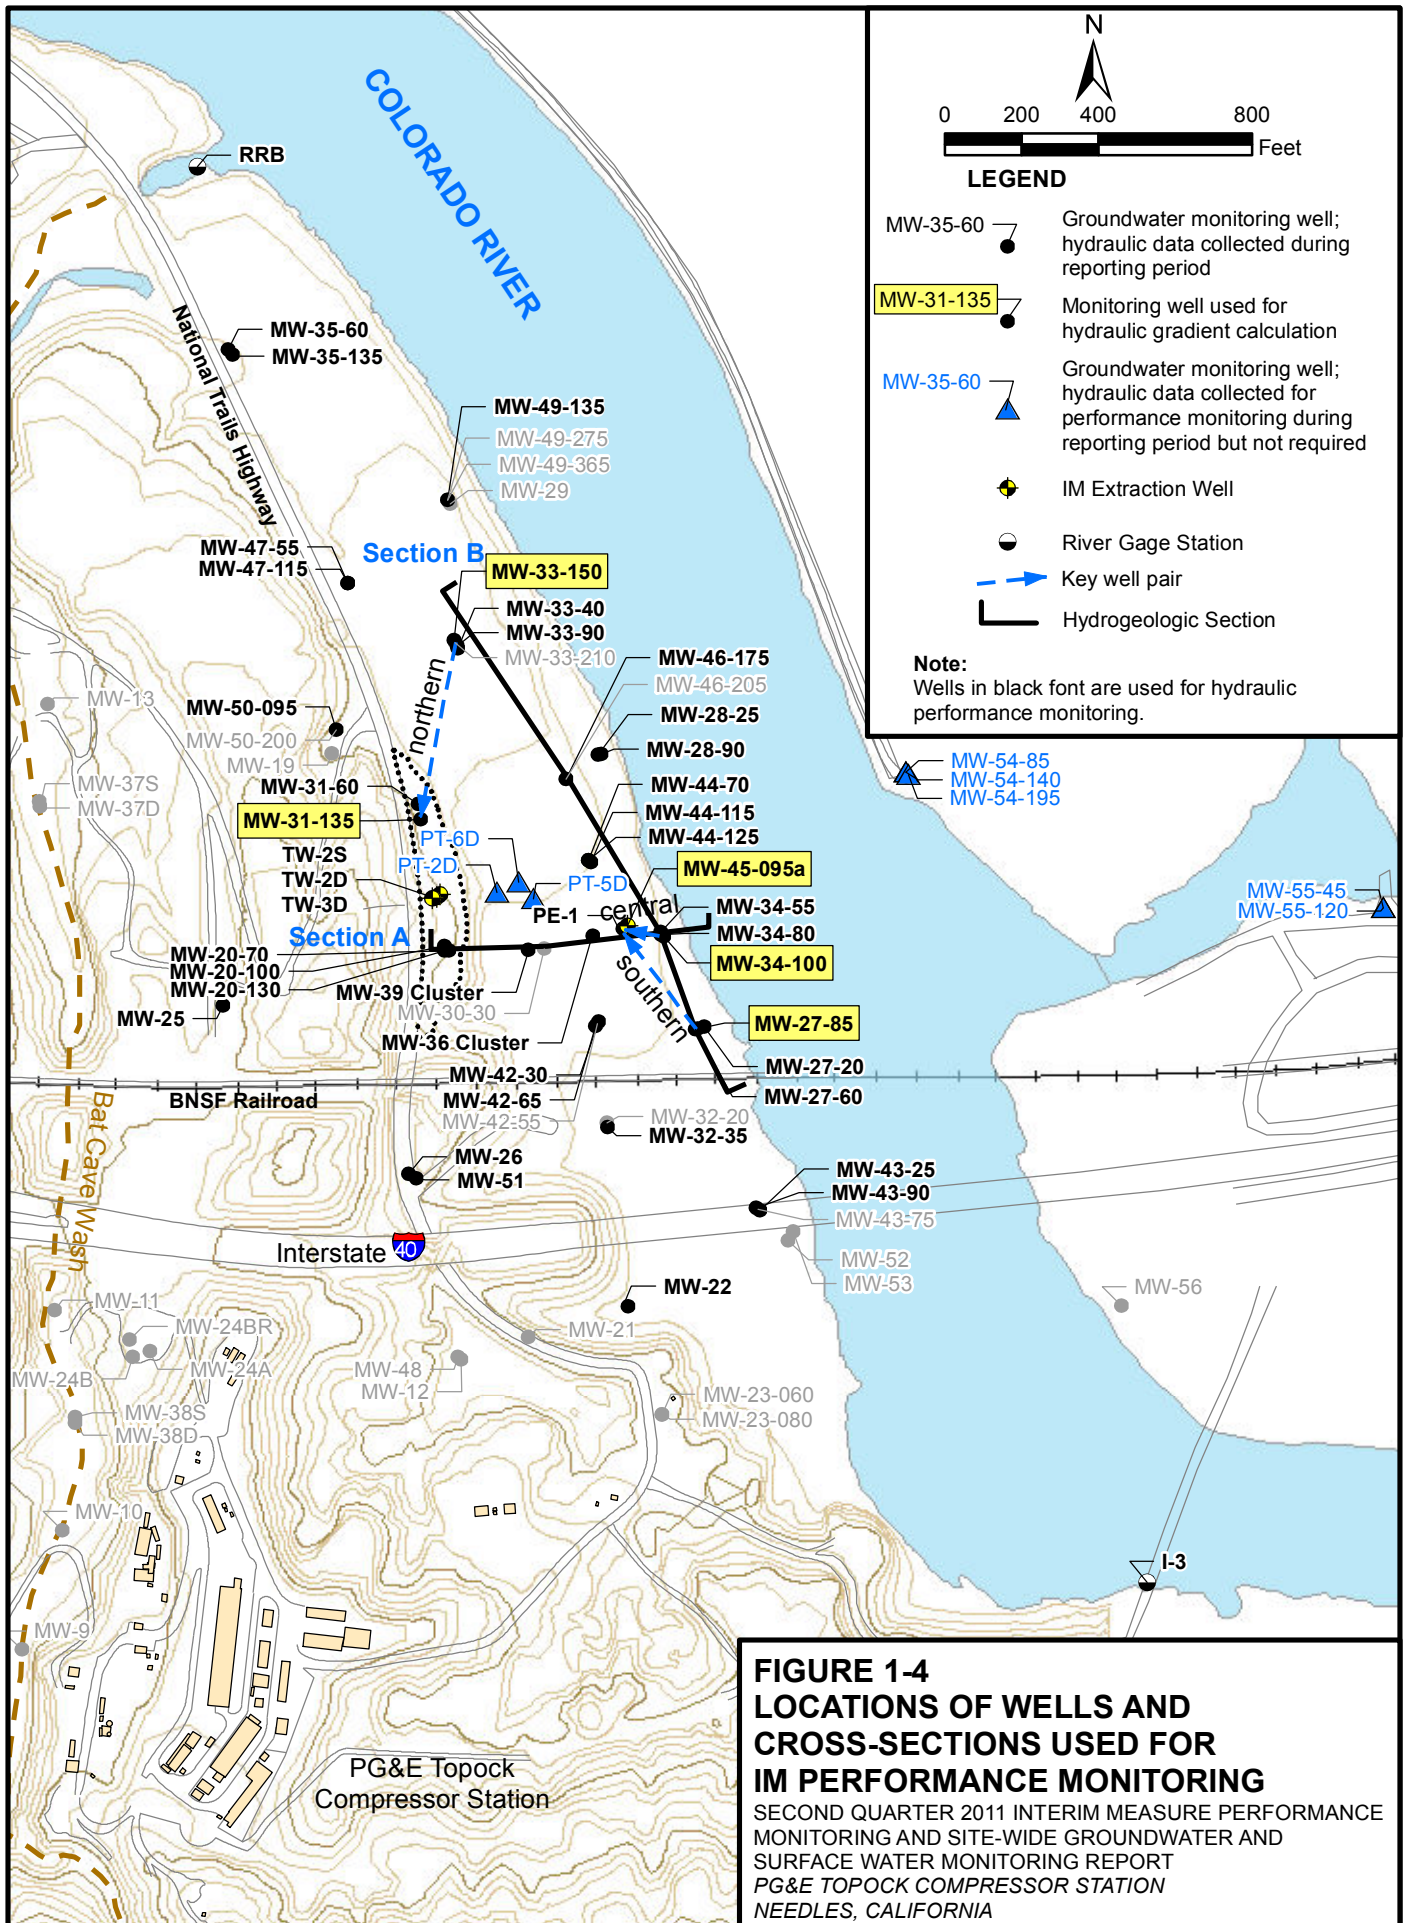 N
0 200 400 800
Feet
LEGEND
MW-35-60
Groundwater monitoring well;
hydraulic data collected during
reporting period
MW-31-135
Monitoring well used for
hydraulic gradient calculation
MW-35-60
Groundwater monitoring well;
hydraulic data collected for
performance monitoring during
reporting period but not required
IM Extraction Well
River Gage Station
Key well pair
Hydrogeologic Section
Note:
Wells in black font are used for hydraulic
performance monitoring.
COLORADO RIVER
RRB
National Trails Highway
MW-35-60
MW-35-135
MW-49-135
MW-49-275
MW-49-365
MW-29
MW-47-55
MW-47-115
Section B
MW-33-150
MW-33-40
MW-33-90
MW-33-210
northern
MW-46-175
MW-46-205
MW-28-25
MW-28-90
MW-13
MW-50-095
MW-50-200
MW-19
MW-37S
MW-37D
MW-31-60
MW-31-135
MW-44-70
MW-44-115
MW-44-125
MW-54-85
MW-54-140
MW-54-195
PT-6D
PT-2D
PT-5D
TW-2S
TW-2D
TW-3D
MW-45-095a
PE-1
central
MW-34-55
MW-34-80
MW-34-100
MW-55-45
MW-55-120
Section A
MW-20-70
MW-20-100
MW-20-130
MW-39 Cluster
MW-30-30
MW-25
MW-36 Cluster
southern
MW-27-85
MW-27-20
MW-27-60
MW-42-30
MW-42-65
MW-42-55
BNSF Railroad
MW-32-20
MW-32-35
Bat Cave Wash
MW-26
MW-51
MW-43-25
MW-43-90
MW-43-75
MW-52
MW-53
Interstate 40
MW-22
MW-56
MW-11
MW-24BR
MW-24A
MW-24B
MW-21
MW-48
MW-12
MW-23-060
MW-23-080
MW-38S
MW-38D
MW-10
MW-9
I-3
PG&E Topock
Compressor Station
FIGURE 1-4
LOCATIONS OF WELLS AND
CROSS-SECTIONS USED FOR
IM PERFORMANCE MONITORING
SECOND QUARTER 2011 INTERIM MEASURE PERFORMANCE
MONITORING AND SITE-WIDE GROUNDWATER AND
SURFACE WATER MONITORING REPORT
PG&E TOPOCK COMPRESSOR STATION
NEEDLES, CALIFORNIA